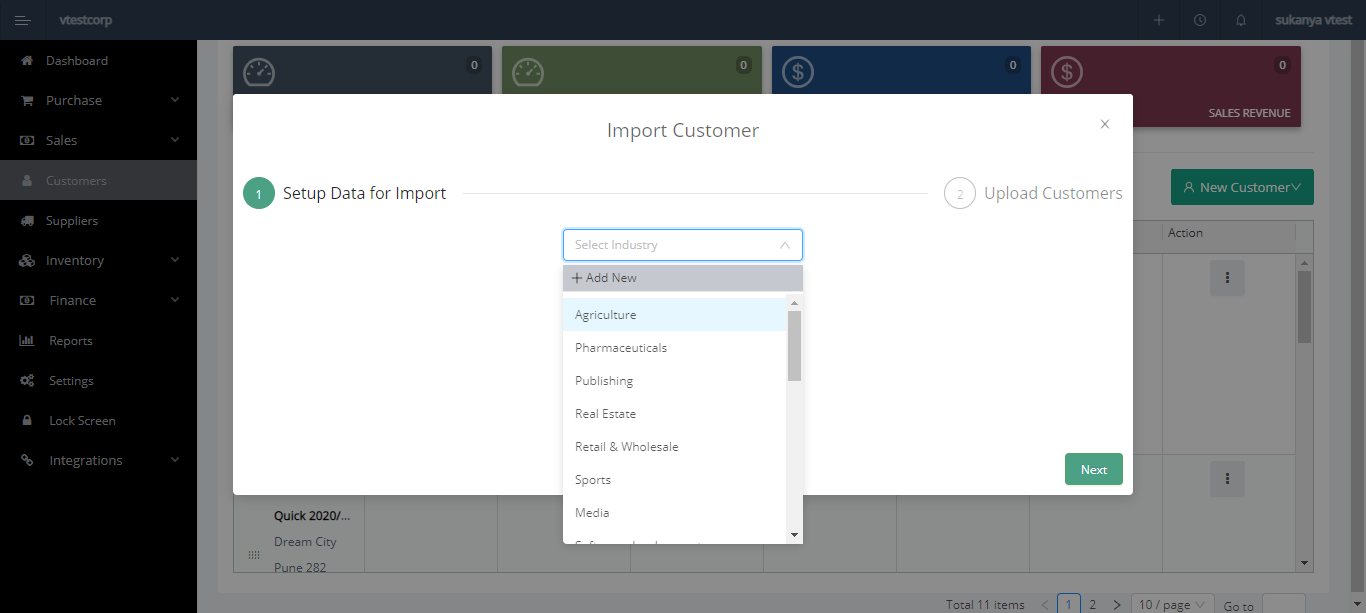 vtestcorp
sukanya vtest
Dashboard
Purchase
Sales
Customers
Suppliers
Inventory
Finance
Reports
Settings
Lock Screen
Integrations
0
0
0
0
SALES REVENUE
Import Customer
1 Setup Data for Import
2 Upload Customers
New Customer
Action
Select Industry
+ Add New
Agriculture
Pharmaceuticals
Publishing
Real Estate
Retail & Wholesale
Sports
Media
Next
Quick 2020/...
Dream City
Pune 282
Total 11 items < 1 2 > 10 / page Go to